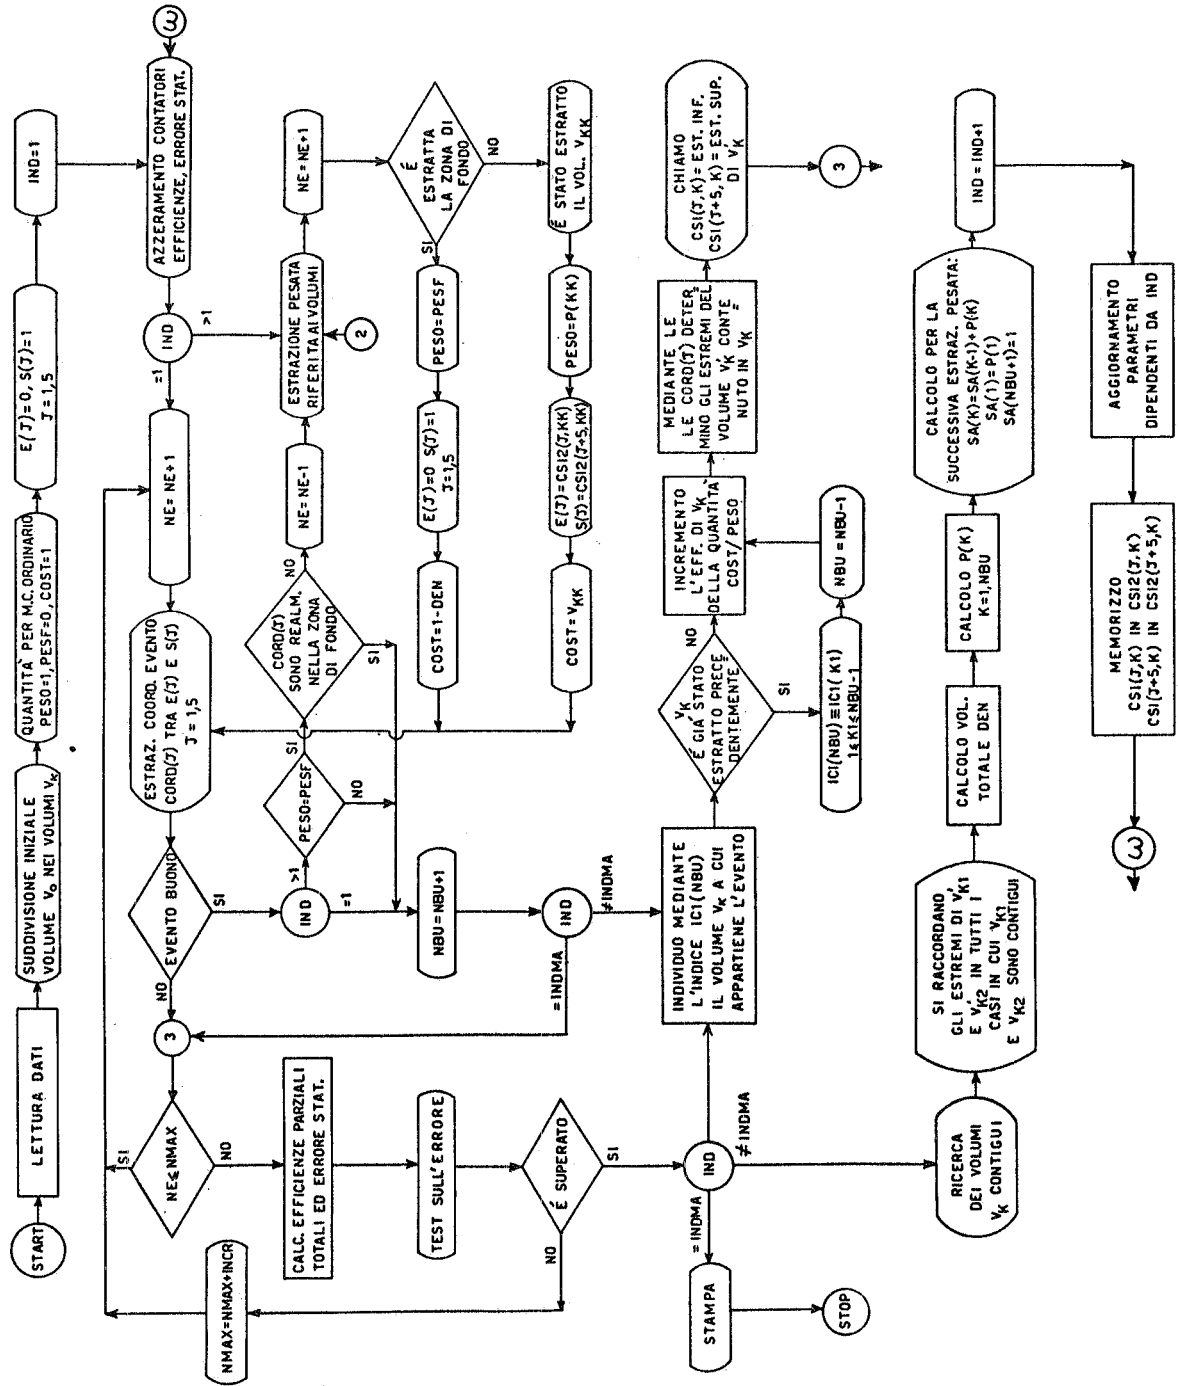 START
LETTURA DATI
SUDDIVISIONE INIZIALE
VOLUME V₀ NEI VOLUMI VK
QUANTITÀ PER M.C. ORDINARIO
PESO=1, PESF=0, COST=1
E(J)=0, S(J)=1
J=1,5
IND=1
ω
AZZERAMENTO CONTATORI
EFFICIENZE, ERRORE STAT.
IND
=1
>1
NE=NE+1
ESTRAZ. COORD. EVENTO
CORD(J) TRA E(J) E S(J)
J=1,5
EVENTO BUONO
NO
SI
3
NE≤NMAX
SI
NO
NMAX=NMAX+INCR
CALC. EFFICIENZE PARZIALI
TOTALI ED ERRORE STAT.
TEST SULL'ERRORE
É SUPERATO
NO
SI
IND
=INDMA
≠INDMA
STAMPA
STOP
IND
>1
=1
PESO=PESF
SI
NO
CORD(J)
SONO REALM.
NELLA ZONA
DI FONDO
NO
SI
NE=NE-1
ESTRAZIONE PESATA
RIFERITA AI VOLUMI
2
NE=NE+1
É
ESTRATTA
LA ZONA DI
FONDO
SI
NO
PESO=PESF
E(J)=0 S(J)=1
J=1,5
COST=1-DEN
É STATO ESTRATTO
IL VOL. VKK
PESO=P(KK)
E(J)=CSI2(J,KK)
S(J)=CSI2(J+5,KK)
COST=VKK
NBU=NBU+1
IND
=INDMA
≠INDMA
INDIVIDUO MEDIANTE
L'INDICE IC1(NBU)
IL VOLUME VK A CUI
APPARTIENE L'EVENTO
VK
É GIÁ STATO
ESTRATTO PRECE
DENTEMENTE
NO
SI
IC1(NBU)≡IC1(K1)
1≤K1≤NBU-1
NBU=NBU-1
INCREMENTO
L'EFF. DI VK
DELLA QUANTITÀ
COST/PESO
MEDIANTE LE
LE CORD(J) DETER=
MINO GLI ESTREMI DEL
VOLUME V'K CONTE=
NUTO IN VK
CHIAMO
CSI(J,K)=EST. INF.
CSI(J+5,K)=EST. SUP.
DI V'K
3
RICERCA
DEI VOLUMI
VK CONTIGUI
SI RACCORDANO
GLI ESTREMI DI V'K1
E V'K2 IN TUTTI I
CASI IN CUI VK1
E VK2 SONO CONTIGUI
CALCOLO VOL.
TOTALE DEN
CALCOLO P(K)
K=1,NBU
CALCOLO PER LA
SUCCESSIVA ESTRAZ. PESATA:
SA(K)=SA(K-1)+P(K)
SA(1)=P(1)
SA(NBU+1)=1
IND=IND+1
AGGIORNAMENTO
PARAMETRI
DIPENDENTI DA IND
MEMORIZZO
CSI(J,K) IN CSI2(J,K)
CSI(J+5,K) IN CSI2(J+5,K)
ω